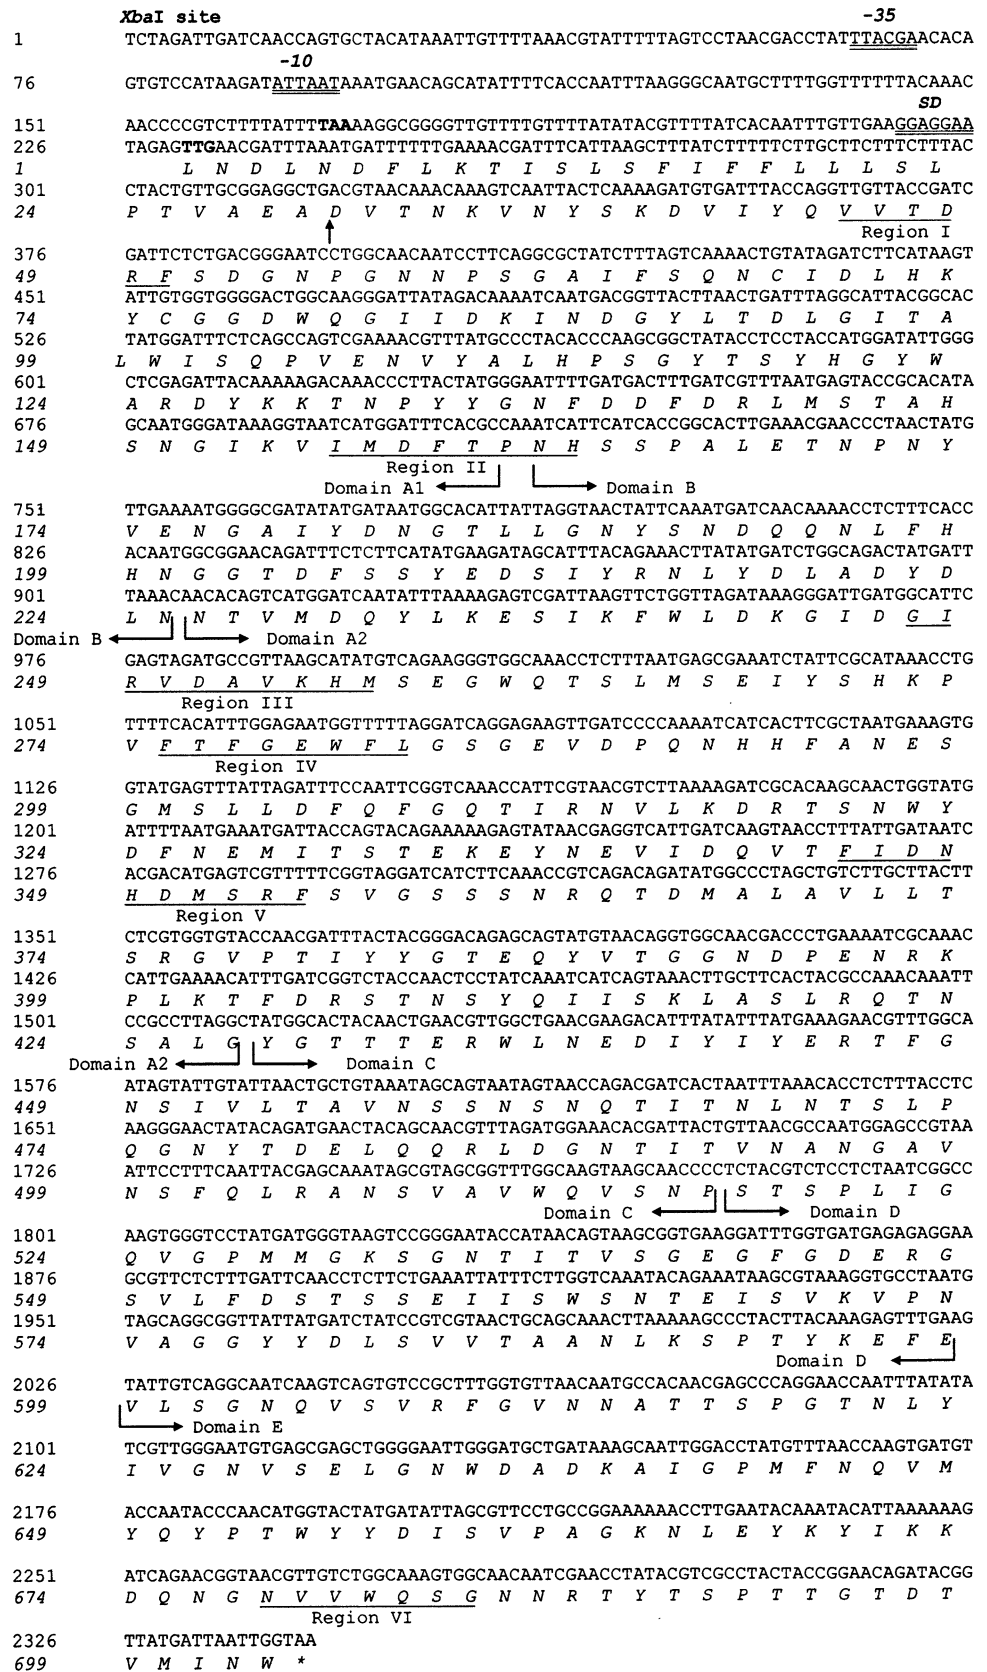 XbaI site -35
1 TCTAGATTGATCAACCAGTGCTACATAAATTGTTTTAAACGTATTTTTAGTCCTAACGACCTATTTACGAACACA
-10
76 GTGTCCATAAGATATTAATAAATGAACAGCATATTTTCACCAATTTAAGGGCAATGCTTTTGGTTTTTTACAAAC
SD
151 AACCCCGTCTTTTATTTTAAAAGGCGGGGTTGTTTTGTTTTATATACGTTTTATCACAATTTGTTGAAGGAGGAA
226 TAGAGTTGAACGATTTAAATGATTTTTTGAAAACGATTTCATTAAGCTTTATCTTTTTCTTGCTTCTTTCTTTAC
1 L N D L N D F L K T I S L S F I F F L L L S L
301 CTACTGTTGCGGAGGCTGACGTAACAAACAAAGTCAATTACTCAAAAGATGTGATTTACCAGGTTGTTACCGATC
24 P T V A E A D V T N K V N Y S K D V I Y Q V V T D
Region I
376 GATTCTCTGACGGGAATCCTGGCAACAATCCTTCAGGCGCTATCTTTAGTCAAAACTGTATAGATCTTCATAAGT
49 R F S D G N P G N N P S G A I F S Q N C I D L H K
451 ATTGTGGTGGGGACTGGCAAGGGATTATAGACAAAATCAATGACGGTTACTTAACTGATTTAGGCATTACGGCAC
74 Y C G G D W Q G I I D K I N D G Y L T D L G I T A
526 TATGGATTTCTCAGCCAGTCGAAAACGTTTATGCCCTACACCCAAGCGGCTATACCTCCTACCATGGATATTGGG
99 L W I S Q P V E N V Y A L H P S G Y T S Y H G Y W
601 CTCGAGATTACAAAAAGACAAACCCTTACTATGGGAATTTTGATGACTTTGATCGTTTAATGAGTACCGCACATA
124 A R D Y K K T N P Y Y G N F D D F D R L M S T A H
676 GCAATGGGATAAAGGTAATCATGGATTTCACGCCAAATCATTCATCACCGGCACTTGAAACGAACCCTAACTATG
149 S N G I K V I M D F T P N H S S P A L E T N P N Y
Region II
Domain A1 Domain B
751 TTGAAAATGGGGCGATATATGATAATGGCACATTATTAGGTAACTATTCAAATGATCAACAAAACCTCTTTCACC
174 V E N G A I Y D N G T L L G N Y S N D Q Q N L F H
826 ACAATGGCGGAACAGATTTCTCTTCATATGAAGATAGCATTTACAGAAACTTATATGATCTGGCAGACTATGATT
199 H N G G T D F S S Y E D S I Y R N L Y D L A D Y D
901 TAAACAACACAGTCATGGATCAATATTTAAAAGAGTCGATTAAGTTCTGGTTAGATAAAGGGATTGATGGCATTC
224 L N N T V M D Q Y L K E S I K F W L D K G I D G I
Domain B Domain A2
976 GAGTAGATGCCGTTAAGCATATGTCAGAAGGGTGGCAAACCTCTTTAATGAGCGAAATCTATTCGCATAAACCTG
249 R V D A V K H M S E G W Q T S L M S E I Y S H K P
Region III
1051 TTTTCACATTTGGAGAATGGTTTTTAGGATCAGGAGAAGTTGATCCCCAAAATCATCACTTCGCTAATGAAAGTG
274 V F T F G E W F L G S G E V D P Q N H H F A N E S
Region IV
1126 GTATGAGTTTATTAGATTTCCAATTCGGTCAAACCATTCGTAACGTCTTAAAAGATCGCACAAGCAACTGGTATG
299 G M S L L D F Q F G Q T I R N V L K D R T S N W Y
1201 ATTTTAATGAAATGATTACCAGTACAGAAAAAGAGTATAACGAGGTCATTGATCAAGTAACCTTTATTGATAATC
324 D F N E M I T S T E K E Y N E V I D Q V T F I D N
1276 ACGACATGAGTCGTTTTTCGGTAGGATCATCTTCAAACCGTCAGACAGATATGGCCCTAGCTGTCTTGCTTACTT
349 H D M S R F S V G S S S N R Q T D M A L A V L L T
Region V
1351 CTCGTGGTGTACCAACGATTTACTACGGGACAGAGCAGTATGTAACAGGTGGCAACGACCCTGAAAATCGCAAAC
374 S R G V P T I Y Y G T E Q Y V T G G N D P E N R K
1426 CATTGAAAACATTTGATCGGTCTACCAACTCCTATCAAATCATCAGTAAACTTGCTTCACTACGCCAAACAAATT
399 P L K T F D R S T N S Y Q I I S K L A S L R Q T N
1501 CCGCCTTAGGCTATGGCACTACAACTGAACGTTGGCTGAACGAAGACATTTATATTTATGAAAGAACGTTTGGCA
424 S A L G Y G T T T E R W L N E D I Y I Y E R T F G
Domain A2 Domain C
1576 ATAGTATTGTATTAACTGCTGTAAATAGCAGTAATAGTAACCAGACGATCACTAATTTAAACACCTCTTTACCTC
449 N S I V L T A V N S S N S N Q T I T N L N T S L P
1651 AAGGGAACTATACAGATGAACTACAGCAACGTTTAGATGGAAACACGATTACTGTTAACGCCAATGGAGCCGTAA
474 Q G N Y T D E L Q Q R L D G N T I T V N A N G A V
1726 ATTCCTTTCAATTACGAGCAAATAGCGTAGCGGTTTGGCAAGTAAGCAACCCCTCTACGTCTCCTCTAATCGGCC
499 N S F Q L R A N S V A V W Q V S N P S T S P L I G
Domain C Domain D
1801 AAGTGGGTCCTATGATGGGTAAGTCCGGGAATACCATAACAGTAAGCGGTGAAGGATTTGGTGATGAGAGAGGAA
524 Q V G P M M G K S G N T I T V S G E G F G D E R G
1876 GCGTTCTCTTTGATTCAACCTCTTCTGAAATTATTTCTTGGTCAAATACAGAAATAAGCGTAAAGGTGCCTAATG
549 S V L F D S T S S E I I S W S N T E I S V K V P N
1951 TAGCAGGCGGTTATTATGATCTATCCGTCGTAACTGCAGCAAACTTAAAAAGCCCTACTTACAAAGAGTTTGAAG
574 V A G G Y Y D L S V V T A A N L K S P T Y K E F E
Domain D
2026 TATTGTCAGGCAATCAAGTCAGTGTCCGCTTTGGTGTTAACAATGCCACAACGAGCCCAGGAACCAATTTATATA
599 V L S G N Q V S V R F G V N N A T T S P G T N L Y
Domain E
2101 TCGTTGGGAATGTGAGCGAGCTGGGGAATTGGGATGCTGATAAAGCAATTGGACCTATGTTTAACCAAGTGATGT
624 I V G N V S E L G N W D A D K A I G P M F N Q V M
2176 ACCAATACCCAACATGGTACTATGATATTAGCGTTCCTGCCGGAAAAAACCTTGAATACAAATACATTAAAAAAG
649 Y Q Y P T W Y Y D I S V P A G K N L E Y K Y I K K
2251 ATCAGAACGGTAACGTTGTCTGGCAAAGTGGCAACAATCGAACCTATACGTCGCCTACTACCGGAACAGATACGG
674 D Q N G N V V W Q S G N N R T Y T S P T T G T D T
Region VI
2326 TTATGATTAATTGGTAA
699 V M I N W *